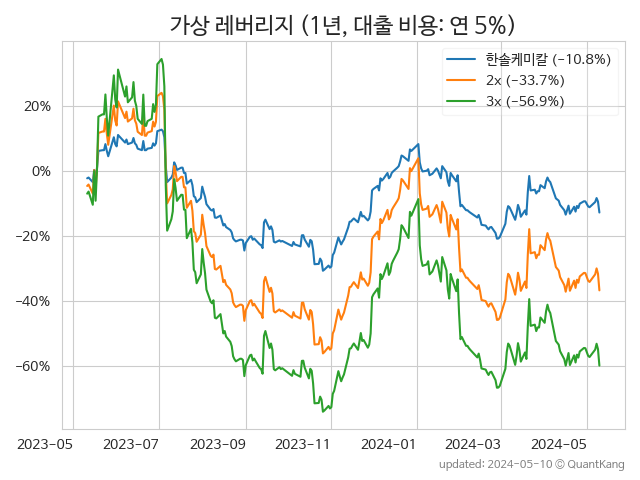 가상 레버리지 (1년, 대출 비용: 연 5%)
한솔케미칼 (−10.8%)
2x (−33.7%)
3x (−56.9%)
20%
0%
−20%
−40%
−60%
2023-05 2023-07 2023-09 2023-11 2024-01 2024-03 2024-05
updated: 2024-05-10 © QuantKang